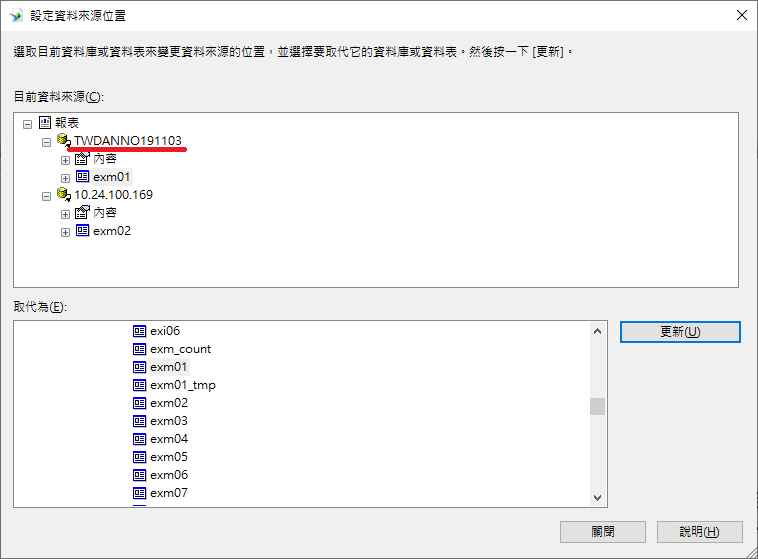 設定資料來源位置
選取目前資料庫或資料表來變更資料來源的位置，並選擇要取代它的資料庫或資料表。然後按一下 [更新]。
目前資料來源(C):
報表
TWDANNO191103
內容
exm01
10.24.100.169
內容
exm02
取代為(E):
exi06
exm_count
exm01
exm01_tmp
exm02
exm03
exm04
exm05
exm06
exm07
更新(U)
關閉
說明(H)